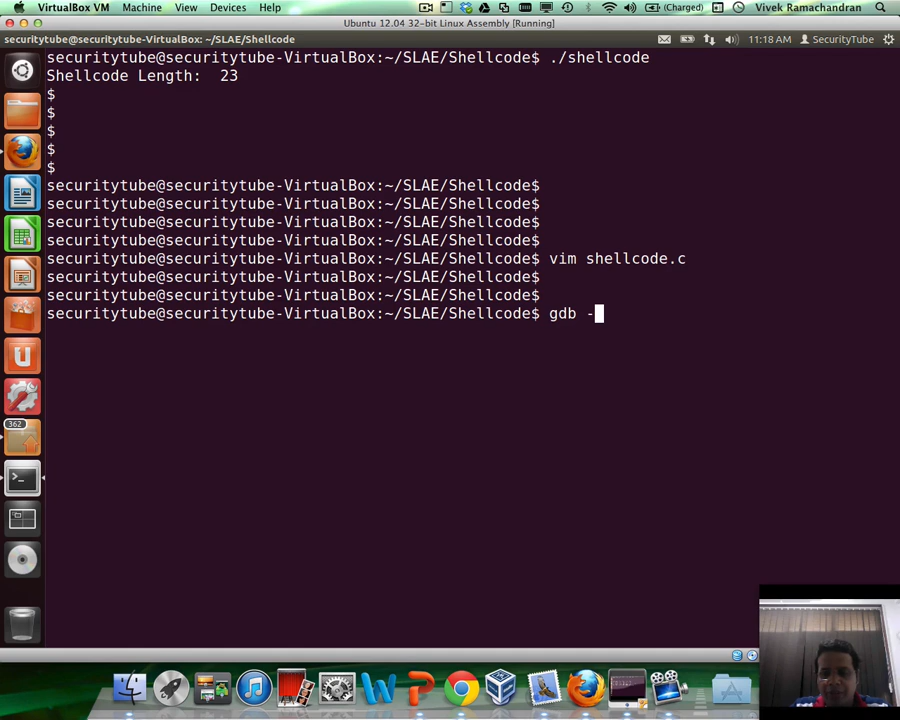 VirtualBox VM Machine View Devices Help (Charged) Vivek Ramachandran
Ubuntu 12.04 32-bit Linux Assembly [Running]
securitytube@securitytube-VirtualBox: ~/SLAE/Shellcode 11:18 AM SecurityTube
securitytube@securitytube-VirtualBox:~/SLAE/Shellcode$ ./shellcode
Shellcode Length:  23
$
$
$
$
$
securitytube@securitytube-VirtualBox:~/SLAE/Shellcode$
securitytube@securitytube-VirtualBox:~/SLAE/Shellcode$
securitytube@securitytube-VirtualBox:~/SLAE/Shellcode$
securitytube@securitytube-VirtualBox:~/SLAE/Shellcode$
securitytube@securitytube-VirtualBox:~/SLAE/Shellcode$ vim shellcode.c
securitytube@securitytube-VirtualBox:~/SLAE/Shellcode$
securitytube@securitytube-VirtualBox:~/SLAE/Shellcode$
securitytube@securitytube-VirtualBox:~/SLAE/Shellcode$ gdb -
362